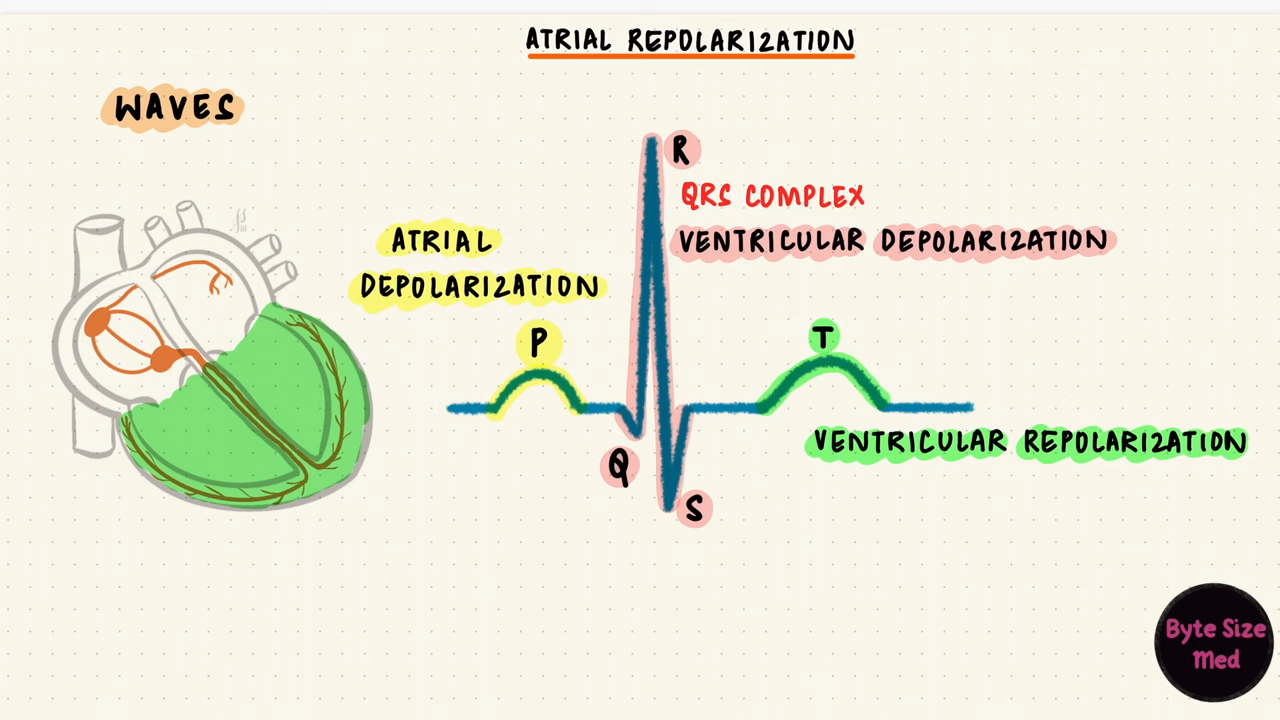 ATRIAL REPOLARIZATION
WAVES
R
QRS COMPLEX
ATRIAL
VENTRICULAR DEPOLARIZATION
DEPOLARIZATION
P
T
VENTRICULAR REPOLARIZATION
Q
S
Byte Size
Med